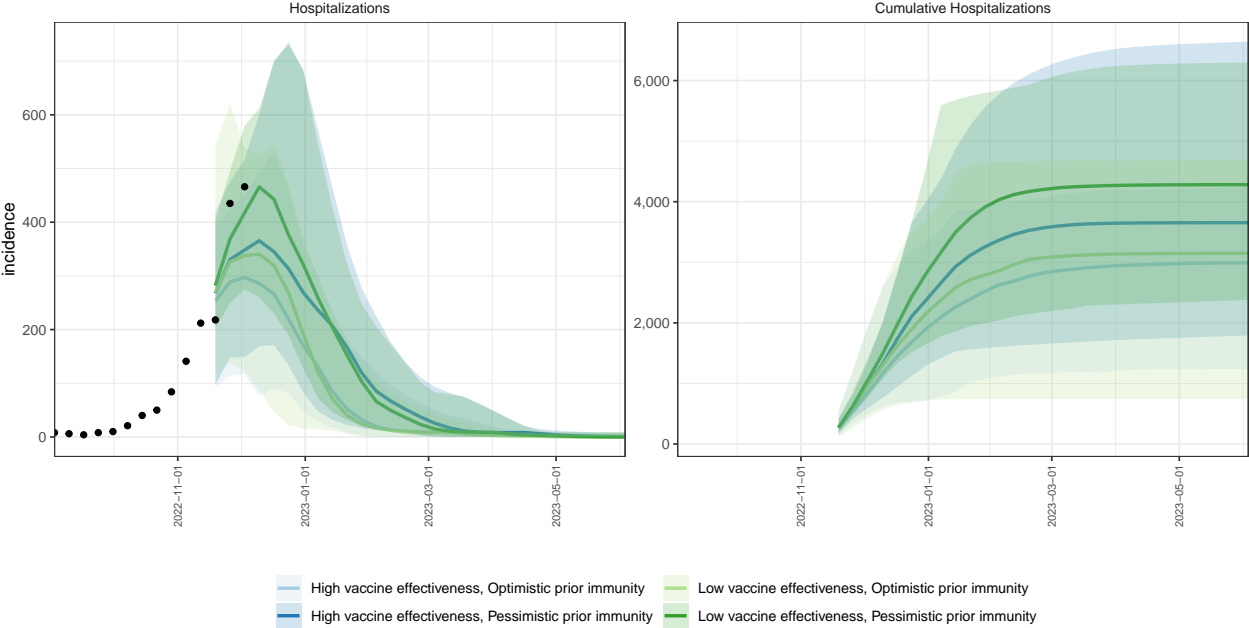 Hospitalizations
Cumulative Hospitalizations
incidence
600
400
200
0
2022−11−01
2023−01−01
2023−03−01
2023−05−01
6,000
4,000
2,000
0
2022−11−01
2023−01−01
2023−03−01
2023−05−01
High vaccine effectiveness, Optimistic prior immunity
Low vaccine effectiveness, Optimistic prior immunity
High vaccine effectiveness, Pessimistic prior immunity
Low vaccine effectiveness, Pessimistic prior immunity